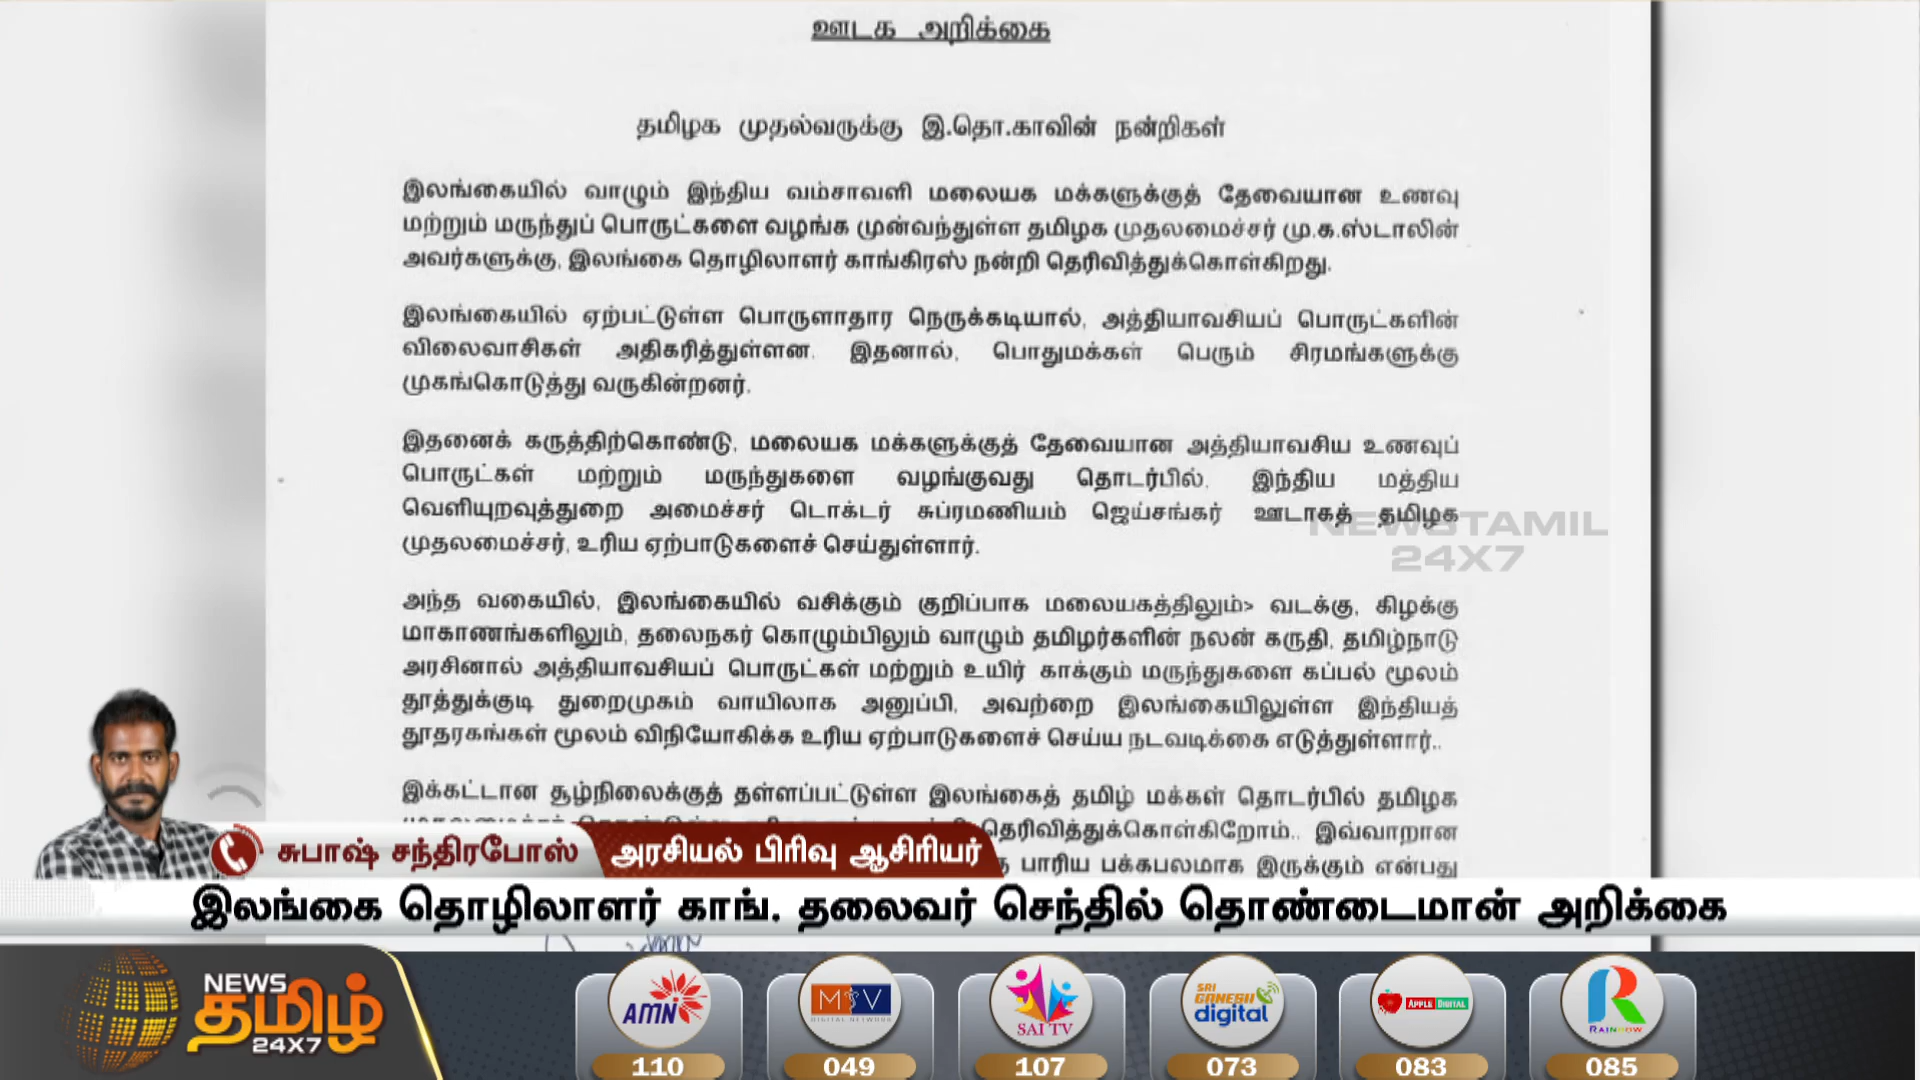 ஊடக அறிக்கை
தமிழக முதல்வருக்கு இ.தொ.காவின் நன்றிகள்
இலங்கையில் வாழும் இந்திய வம்சாவளி மலையக மக்களுக்குத் தேவையான உணவு
மற்றும் மருந்துப் பொருட்களை வழங்க முன்வந்துள்ள தமிழக முதலமைச்சர் மு.க.ஸ்டாலின்
அவர்களுக்கு, இலங்கை தொழிலாளர் காங்கிரஸ் நன்றி தெரிவித்துக்கொள்கிறது.
இலங்கையில் ஏற்பட்டுள்ள பொருளாதார நெருக்கடியால், அத்தியாவசியப் பொருட்களின்
விலைவாசிகள் அதிகரித்துள்ளன. இதனால், பொதுமக்கள் பெரும் சிரமங்களுக்கு
முகங்கொடுத்து வருகின்றனர்.
இதனைக் கருத்திற்கொண்டு, மலையக மக்களுக்குத் தேவையான அத்தியாவசிய உணவுப்
பொருட்கள் மற்றும் மருந்துகளை வழங்குவது தொடர்பில், இந்திய மத்திய
வெளியுறவுத்துறை அமைச்சர் டொக்டர் சுப்ரமணியம் ஜெய்சங்கர் ஊடாகத் தமிழக
முதலமைச்சர், உரிய ஏற்பாடுகளைச் செய்துள்ளார்.
அந்த வகையில், இலங்கையில் வசிக்கும் குறிப்பாக மலையகத்திலும்> வடக்கு, கிழக்கு
மாகாணங்களிலும், தலைநகர் கொழும்பிலும் வாழும் தமிழர்களின் நலன் கருதி, தமிழ்நாடு
அரசினால் அத்தியாவசியப் பொருட்கள் மற்றும் உயிர் காக்கும் மருந்துகளை கப்பல் மூலம்
தூத்துக்குடி துறைமுகம் வாயிலாக அனுப்பி, அவற்றை இலங்கையிலுள்ள இந்தியத்
தூதரகங்கள் மூலம் விநியோகிக்க உரிய ஏற்பாடுகளைச் செய்ய நடவடிக்கை எடுத்துள்ளார்..
இக்கட்டான சூழ்நிலைக்குத் தள்ளப்பட்டுள்ள இலங்கைத் தமிழ் மக்கள் தொடர்பில் தமிழக
தெரிவித்துக்கொள்கிறோம்.. இவ்வாறான
பாரிய பக்கபலமாக இருக்கும் என்பது
NEWSTAMIL
24X7
சுபாஷ் சந்திரபோஸ் அரசியல் பிரிவு ஆசிரியர்
இலங்கை தொழிலாளர் காங். தலைவர் செந்தில் தொண்டைமான் அறிக்கை
NEWS
தமிழ்
24X7
AMN
110
MSV
DIGITAL NETWORK
049
SAI TV
107
SRI
GANESH
digital
073
APPLE DIGITAL
083
RAINBOW
085